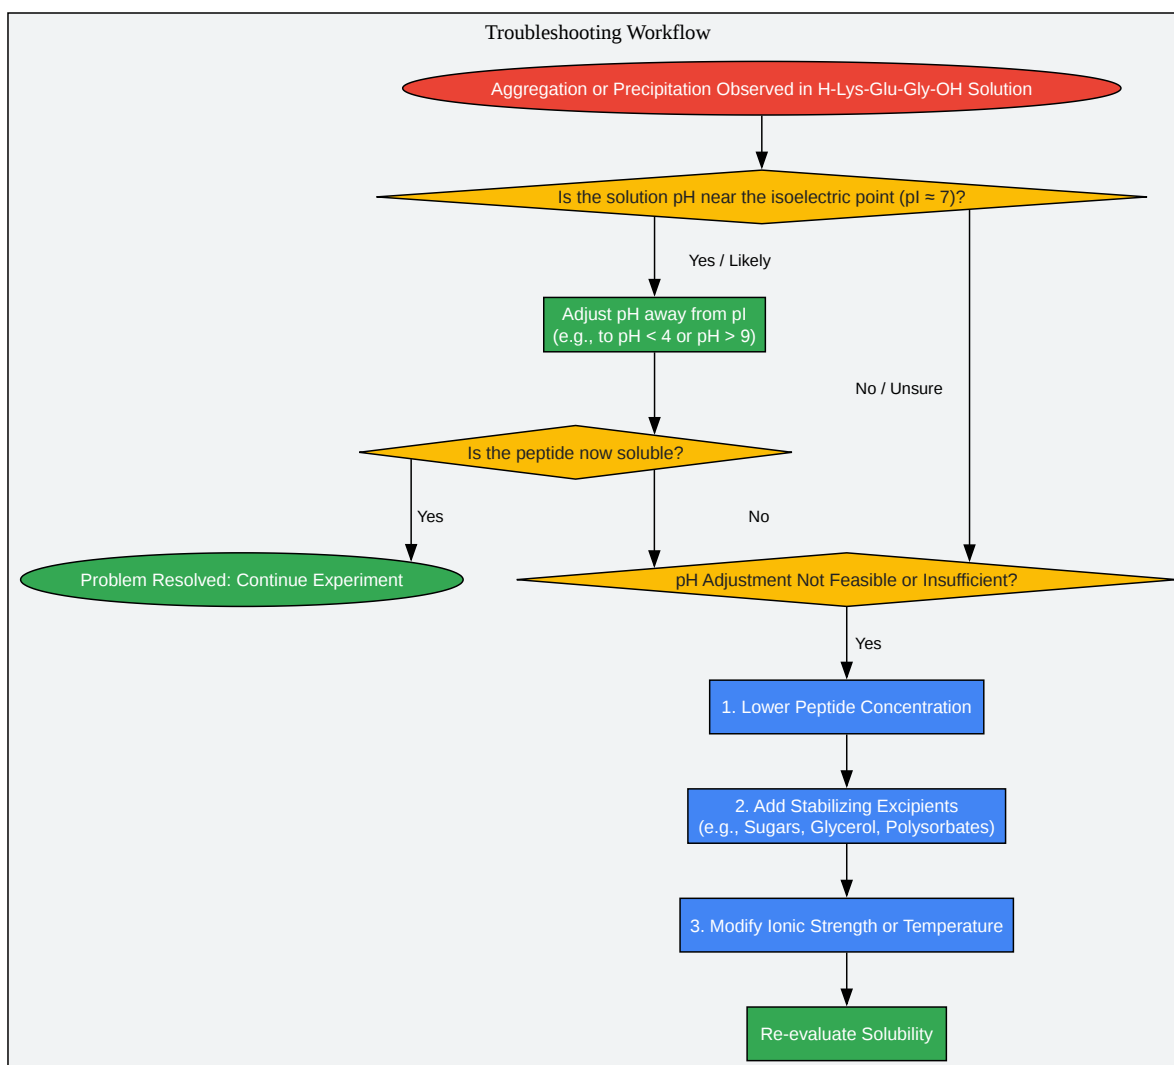 Troubleshooting Workflow
Aggregation or Precipitation Observed in H-Lys-Glu-Gly-OH Solution
Is the solution pH near the isoelectric point (pI ≈ 7)?
Yes / Likely
Adjust pH away from pI
(e.g., to pH < 4 or pH > 9)
No / Unsure
Is the peptide now soluble?
Yes
No
Problem Resolved: Continue Experiment
pH Adjustment Not Feasible or Insufficient?
Yes
1. Lower Peptide Concentration
2. Add Stabilizing Excipients
(e.g., Sugars, Glycerol, Polysorbates)
3. Modify Ionic Strength or Temperature
Re-evaluate Solubility